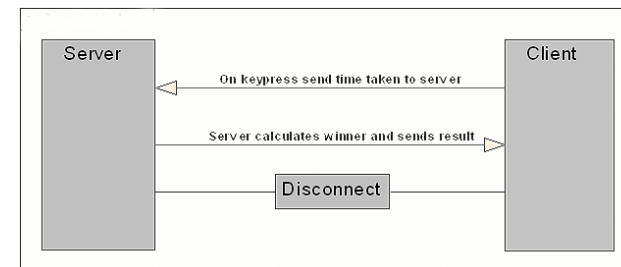 Server
Client
On keypress send time taken to server
Server calculates winner and sends result
Disconnect